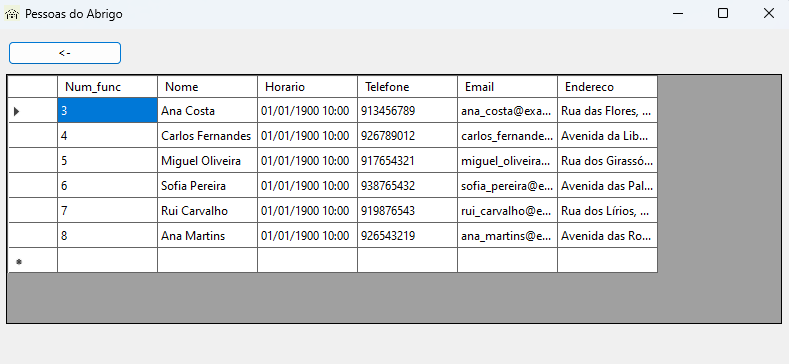 Pessoas do Abrigo
<-
Num_func Nome Horario Telefone Email Endereco
3 Ana Costa 01/01/1900 10:00 913456789 ana_costa@exa... Rua das Flores, ...
4 Carlos Fernandes 01/01/1900 10:00 926789012 carlos_fernande... Avenida da Lib...
5 Miguel Oliveira 01/01/1900 10:00 917654321 miguel_oliveira... Rua dos Girassó...
6 Sofia Pereira 01/01/1900 10:00 938765432 sofia_pereira@e... Avenida das Pal...
7 Rui Carvalho 01/01/1900 10:00 919876543 rui_carvalho@e... Rua dos Lírios, ...
8 Ana Martins 01/01/1900 10:00 926543219 ana_martins@e... Avenida das Ro...
*